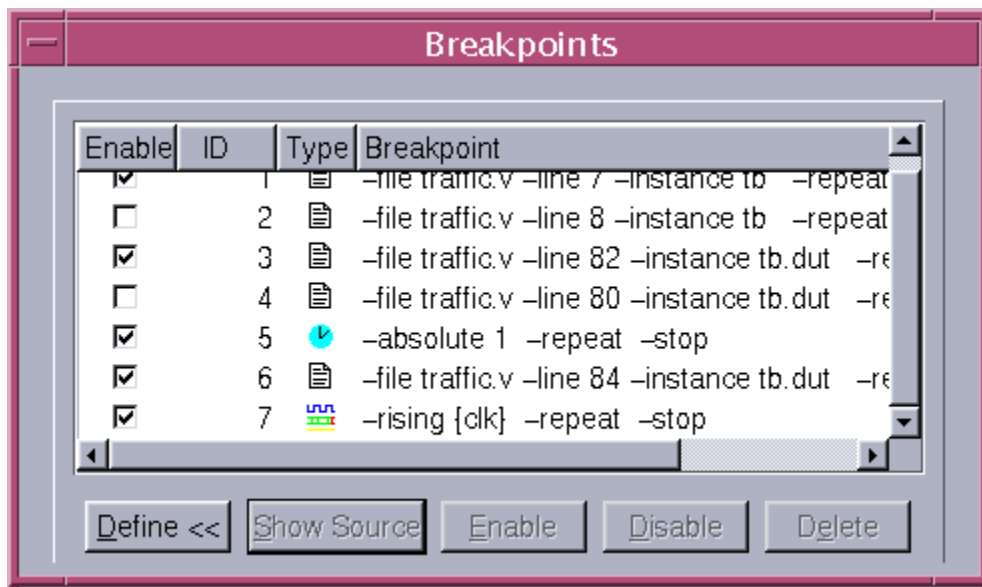 Breakpoints
Enable ID Type Breakpoint
1 –file traffic.v –line 7 –instance tb –repeat
2 –file traffic.v –line 8 –instance tb –repeat
3 –file traffic.v –line 82 –instance tb.dut –re
4 –file traffic.v –line 80 –instance tb.dut –re
5 –absolute 1 –repeat –stop
6 –file traffic.v –line 84 –instance tb.dut –re
7 –rising {clk} –repeat –stop
Define << Show Source Enable Disable Delete